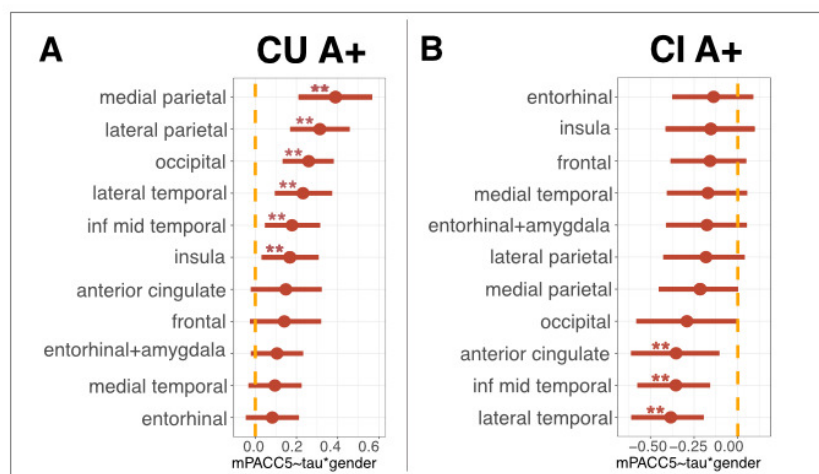 A CU A+
medial parietal **
lateral parietal **
occipital **
lateral temporal **
inf mid temporal **
insula **
anterior cingulate
frontal
entorhinal+amygdala
medial temporal
entorhinal
0.0 0.2 0.4 0.6
mPACC5~tau*gender
B CI A+
entorhinal
insula
frontal
medial temporal
entorhinal+amygdala
lateral parietal
medial parietal
occipital
anterior cingulate **
inf mid temporal **
lateral temporal **
−0.50 −0.25 0.00
mPACC5~tau*gender